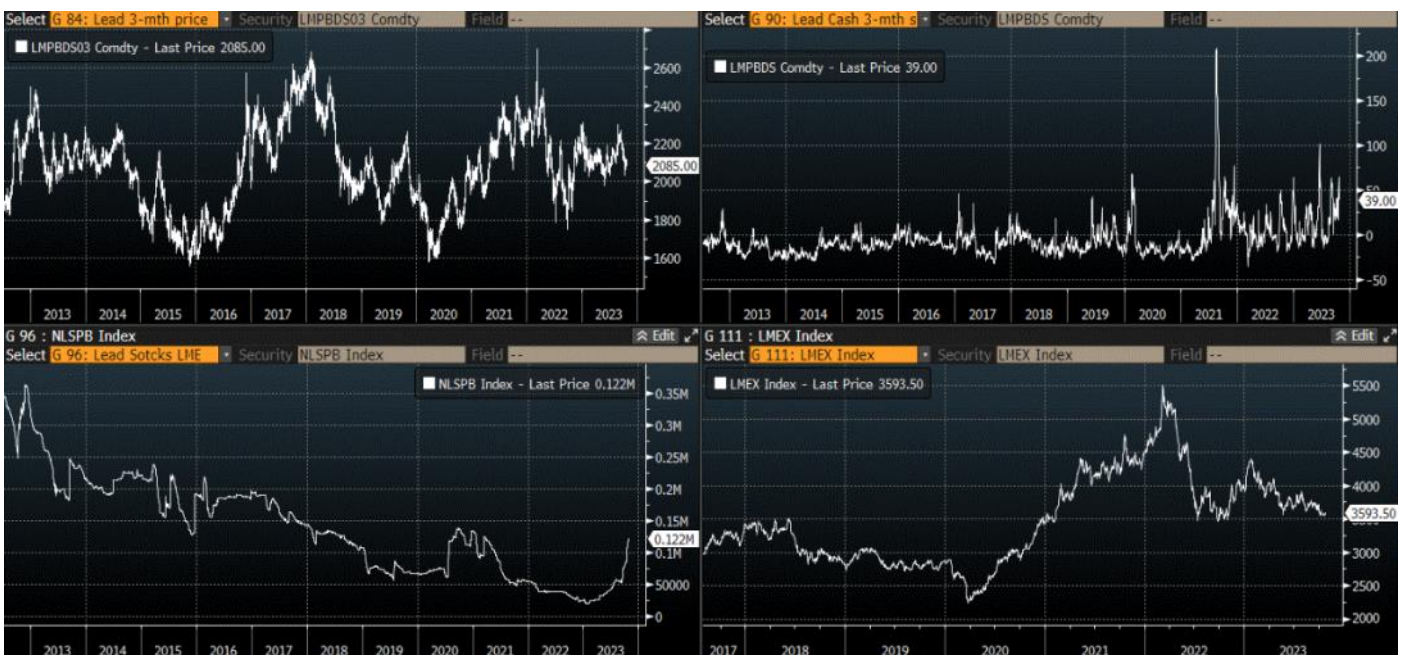 Select G 84: Lead 3-mth price Security LMPBDS03 Comdty Field --
LMPBDS03 Comdty - Last Price 2085.00
2600
2400
2200
2085.00
2000
1800
1600
2013 2014 2015 2016 2017 2018 2019 2020 2021 2022 2023
Select G 90: Lead Cash 3-mth s Security LMPBDS Comdty Field --
LMPBDS Comdty - Last Price 39.00
200
150
100
50
39.00
0
-50
2013 2014 2015 2016 2017 2018 2019 2020 2021 2022 2023
G 96 : NLSPB Index Edit
Select G 96: Lead Sotcks LME Security NLSPB Index Field --
NLSPB Index - Last Price 0.122M
0.35M
0.3M
0.25M
0.2M
0.15M
0.122M
0.1M
50000
0
2013 2014 2015 2016 2017 2018 2019 2020 2021 2022 2023
G 111 : LMEX Index Edit
Select G 111: LMEX Index Security LMEX Index Field --
LMEX Index - Last Price 3593.50
5500
5000
4500
4000
3593.50
3500
3000
2500
2000
2017 2018 2019 2020 2021 2022 2023